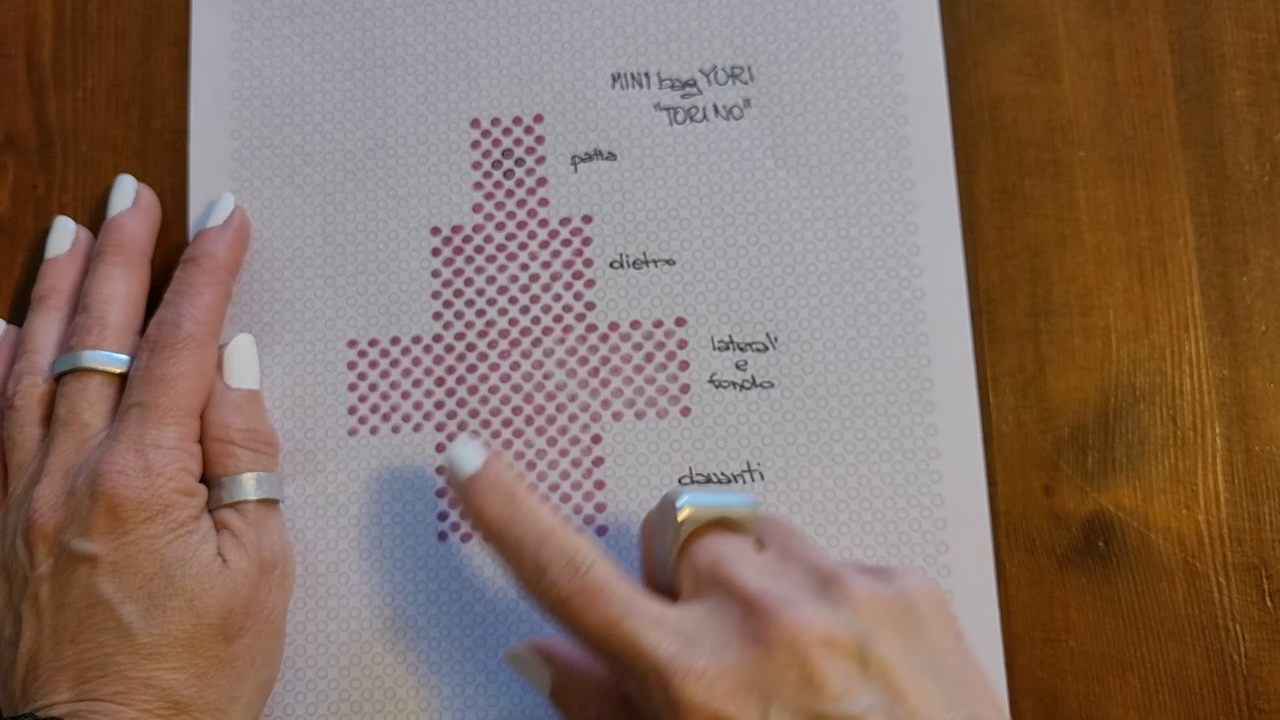 MINI bag YURI
"TORINO"
patta
dietro
laterali
e
fondo
davanti